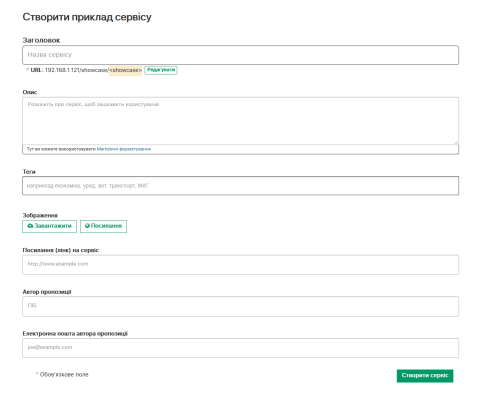 Створити приклад сервісу
Заголовок
Назва сервісу
* URL: 192.168.1.121/showcase/<showcase> Редагувати
Опис
Розкажіть про сервіс, щоб зацікавити користувачів
Тут ви можете використовувати Markdown форматування
Теги
наприклад економіка, уряд, звіт, транспорт, ЖКГ
Зображення
Завантажити Посилання
Посилання (лінк) на сервіс
http://www.example.com
Автор пропозиції
ПІБ
Електронна пошта автора пропозиції
joe@example.com
* Обов'язкове поле
Створити сервіс